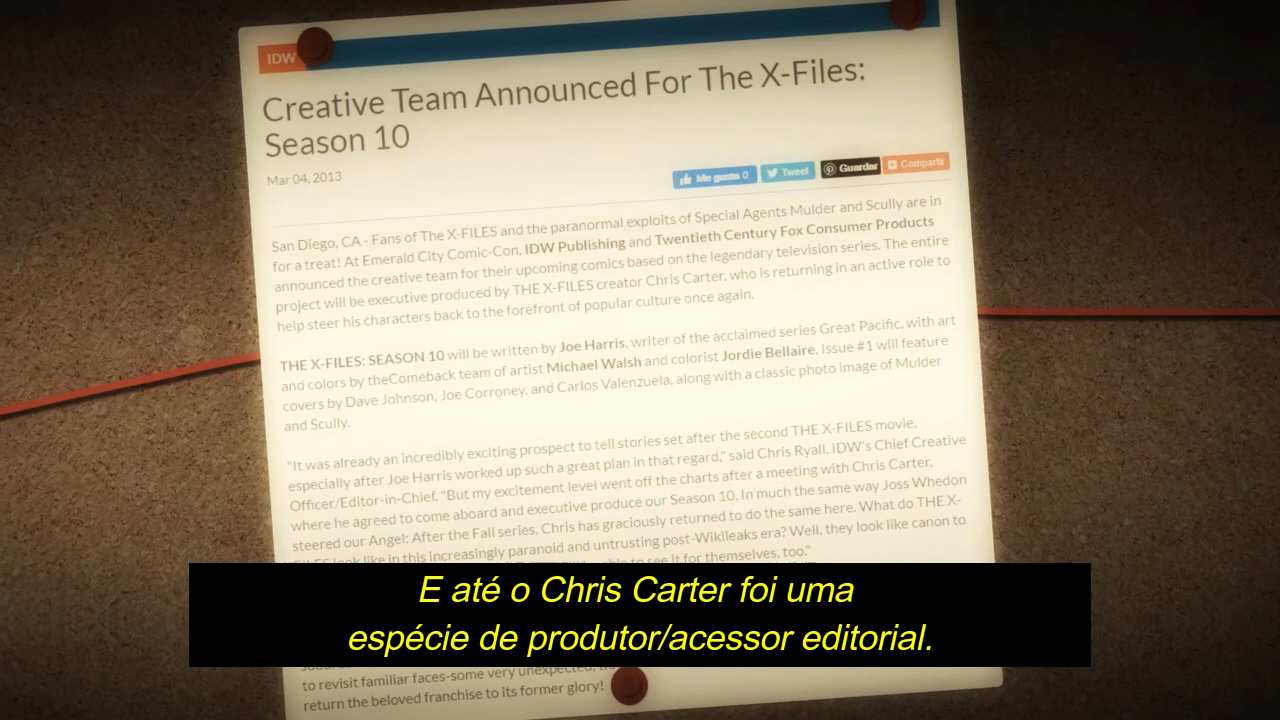 IDW
Creative Team Announced For The X-Files:
Season 10
Mar 04, 2013
Me gusta 0
Tweet
Guardar
Compartir
San Diego, CA - Fans of The X-FILES and the paranormal exploits of Special Agents Mulder and Scully are in
for a treat! At Emerald City Comic-Con, IDW Publishing and Twentieth Century Fox Consumer Products
announced the creative team for their upcoming comics based on the legendary television series. The entire
project will be executive produced by THE X-FILES creator Chris Carter, who is returning in an active role to
help steer his characters back to the forefront of popular culture once again.
THE X-FILES: SEASON 10 will be written by Joe Harris, writer of the acclaimed series Great Pacific, with art
and colors by theComeback team of artist Michael Walsh and colorist Jordie Bellaire. Issue #1 will feature
covers by Dave Johnson, Joe Corroney, and Carlos Valenzuela, along with a classic photo image of Mulder
and Scully.
"It was already an incredibly exciting prospect to tell stories set after the second THE X-FILES movie,
especially after Joe Harris worked up such a great plan in that regard," said Chris Ryall, IDW's Chief Creative
Officer/Editor-in-Chief. "But my excitement level went off the charts after a meeting with Chris Carter,
where he agreed to come aboard and executive produce our Season 10. In much the same way Joss Whedon
steered our Angel: After the Fall series, Chris has graciously returned to do the same here. What do THE X-
FILES look like in this increasingly paranoid and untrusting post-Wikileaks era? Well, they look like canon to
to see it for themselves, too."
E até o Chris Carter foi uma
espécie de produtor/acessor editorial.
to revisit familiar faces-some very unexpected,
return the beloved franchise to its former glory!